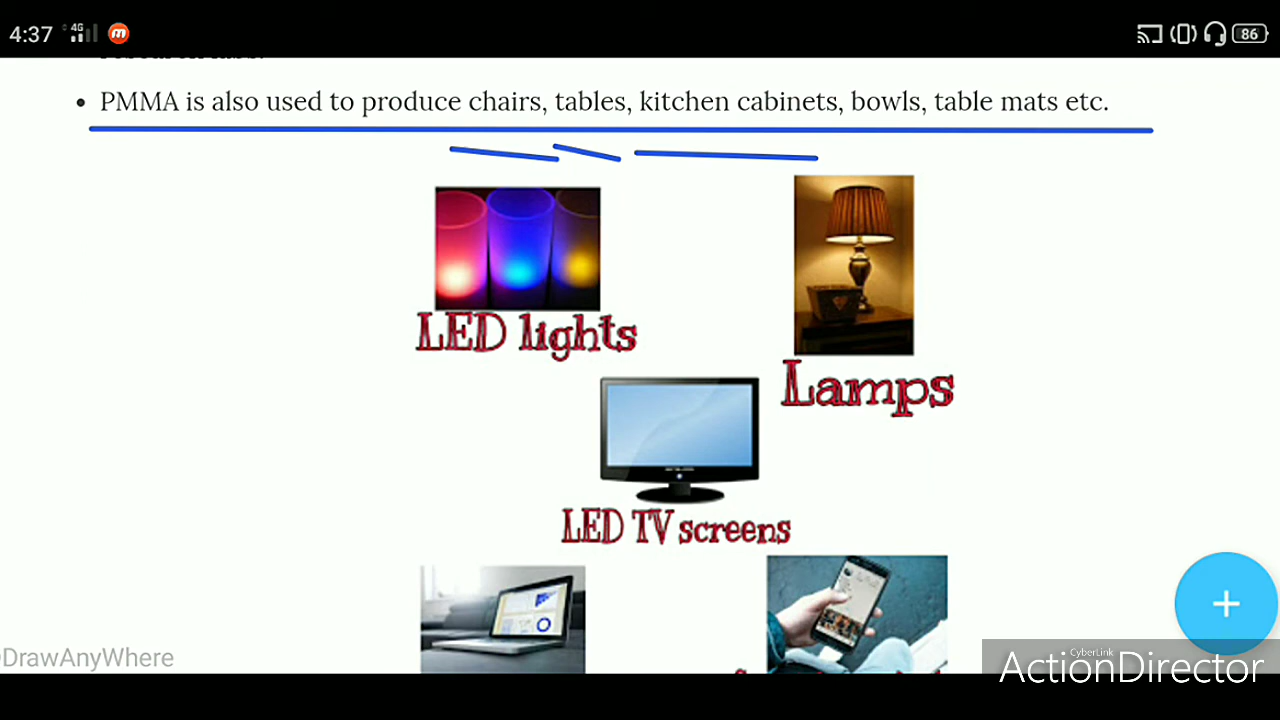 4:37 4G 86
PMMA is also used to produce chairs, tables, kitchen cabinets, bowls, table mats etc.
LED lights
Lamps
LED TV screens
DrawAnyWhere
CyberLink
ActionDirector